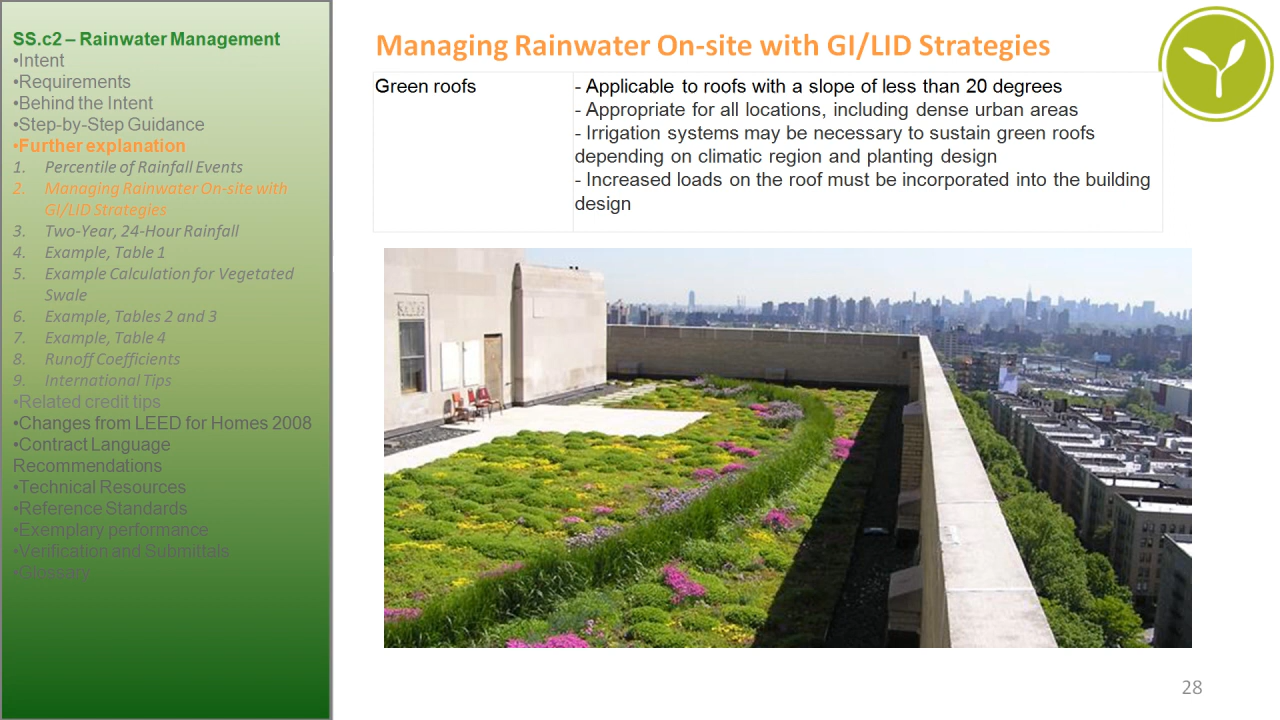 SS.c2 – Rainwater Management
•Intent
•Requirements
•Behind the Intent
•Step-by-Step Guidance
•Further explanation
1. Percentile of Rainfall Events
2. Managing Rainwater On-site with
GI/LID Strategies
3. Two-Year, 24-Hour Rainfall
4. Example, Table 1
5. Example Calculation for Vegetated
Swale
6. Example, Tables 2 and 3
7. Example, Table 4
8. Runoff Coefficients
9. International Tips
•Related credit tips
•Changes from LEED for Homes 2008
•Contract Language
Recommendations
•Technical Resources
•Reference Standards
•Exemplary performance
•Verification and Submittals
•Glossary
Managing Rainwater On-site with GI/LID Strategies
Green roofs
- Applicable to roofs with a slope of less than 20 degrees
- Appropriate for all locations, including dense urban areas
- Irrigation systems may be necessary to sustain green roofs
depending on climatic region and planting design
- Increased loads on the roof must be incorporated into the building
design
28